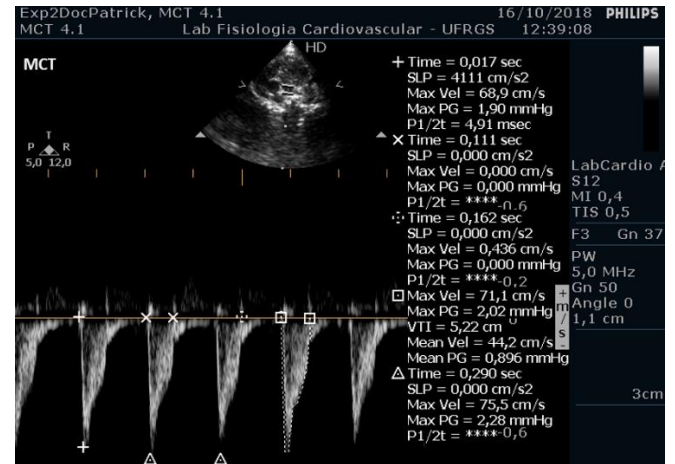 Exp2DocPatrick, MCT 4.1 16/10/2018 PHILIPS
MCT 4.1 Lab Fisiologia Cardiovascular - UFRGS 12:39:08
HD
MCT
T
P R
5,0 12,0
+ Time = 0,017 sec
SLP = 4111 cm/s2
Max Vel = 68,9 cm/s
Max PG = 1,90 mmHg
P1/2t = 4,91 msec
× Time = 0,111 sec
SLP = 0,000 cm/s2
Max Vel = 0,000 cm/s
Max PG = 0,000 mmHg
P1/2t = ****
-0,6
Time = 0,162 sec
SLP = 0,000 cm/s2
Max Vel = 0,436 cm/s
Max PG = 0,000 mmHg
P1/2t = ****
-0,2
Max Vel = 71,1 cm/s
Max PG = 2,02 mmHg
VTI = 5,22 cm
Mean Vel = 44,2 cm/s
Mean PG = 0,896 mmHg
Time = 0,290 sec
SLP = 0,000 cm/s2
Max Vel = 75,5 cm/s
Max PG = 2,28 mmHg
P1/2t = ****
-0,6
+
m
/
s
-
LabCardio
S12
MI 0,4
TIS 0,5
F3 Gn 37
PW
5,0 MHz
Gn 50
Angle 0
1,1 cm
3cm